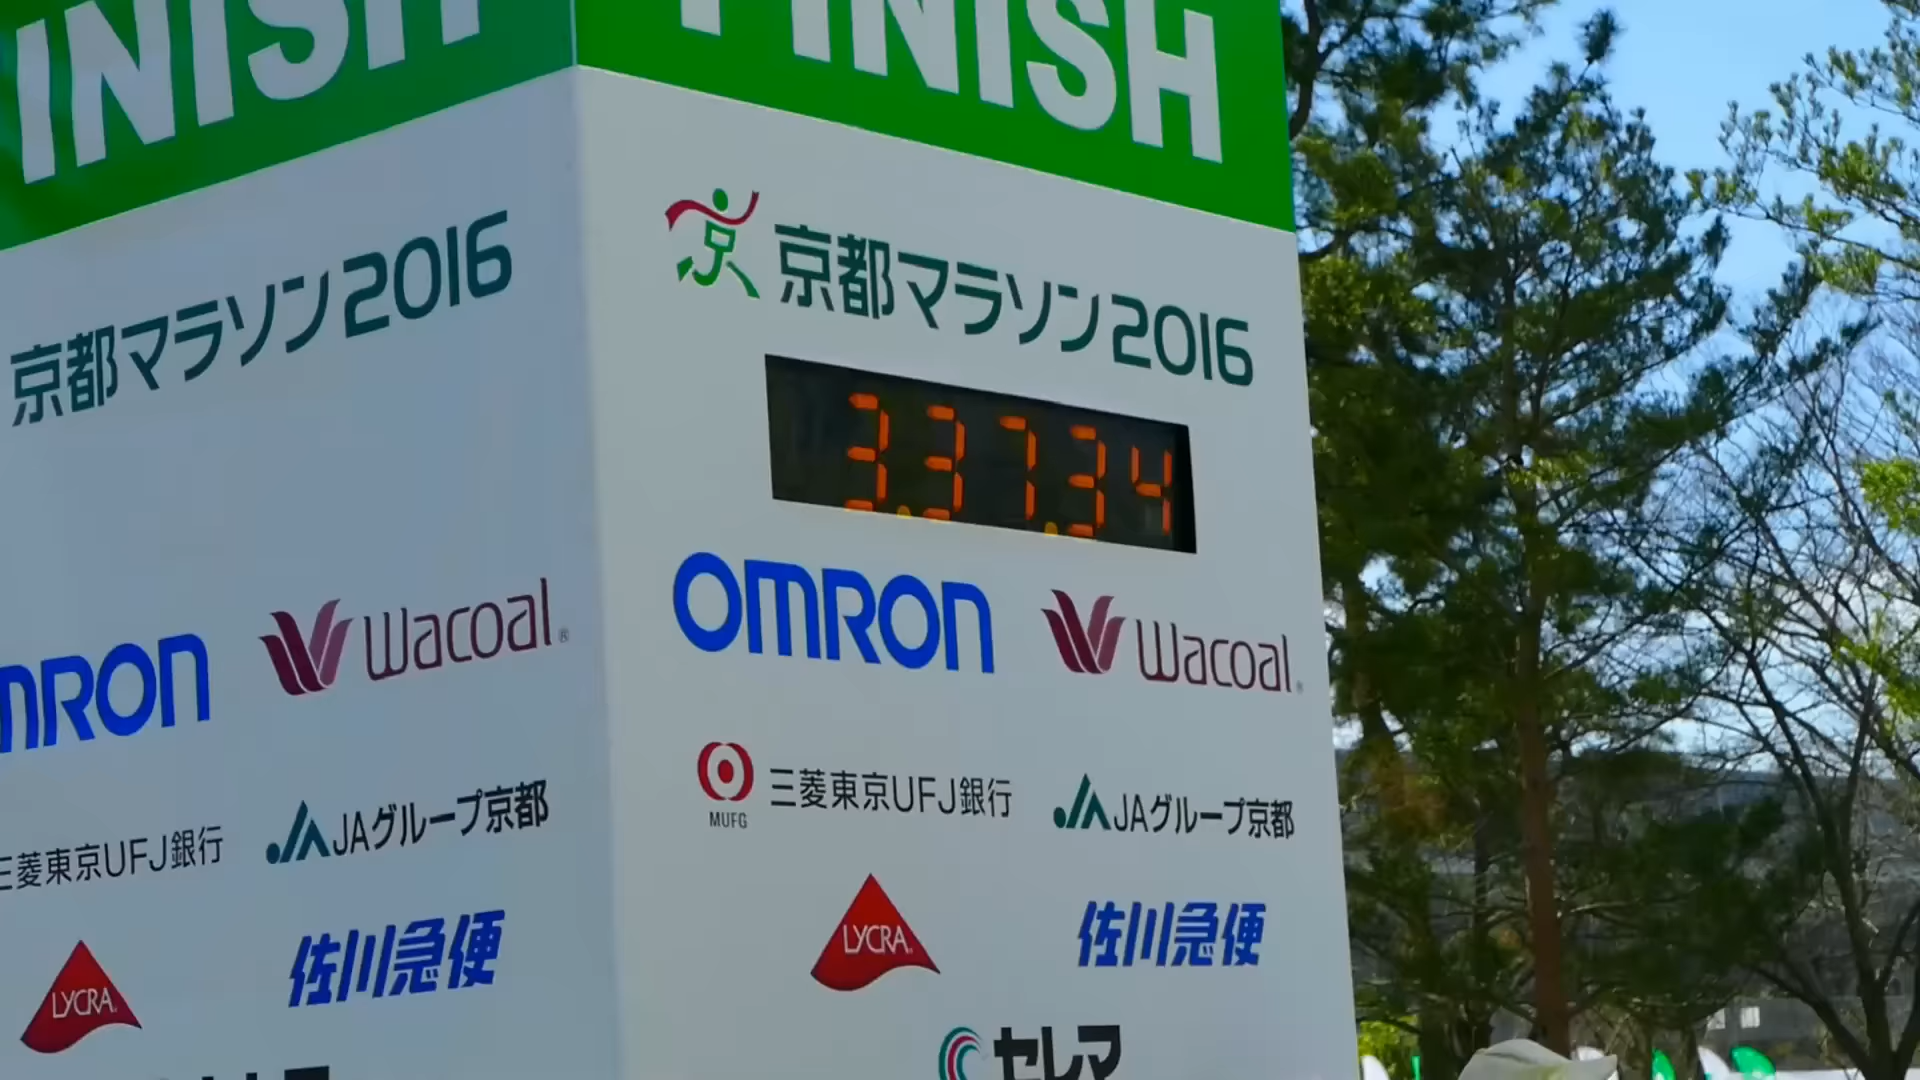 INISH
京都マラソン2016
MRON
Wacoal®
三菱東京UFJ銀行
JAグループ京都
LYCRA®
佐川急便
FINISH
京
京都マラソン2016
3.37.34
OMRON
Wacoal®
MUFG
三菱東京UFJ銀行
JAグループ京都
LYCRA®
佐川急便
セレマ